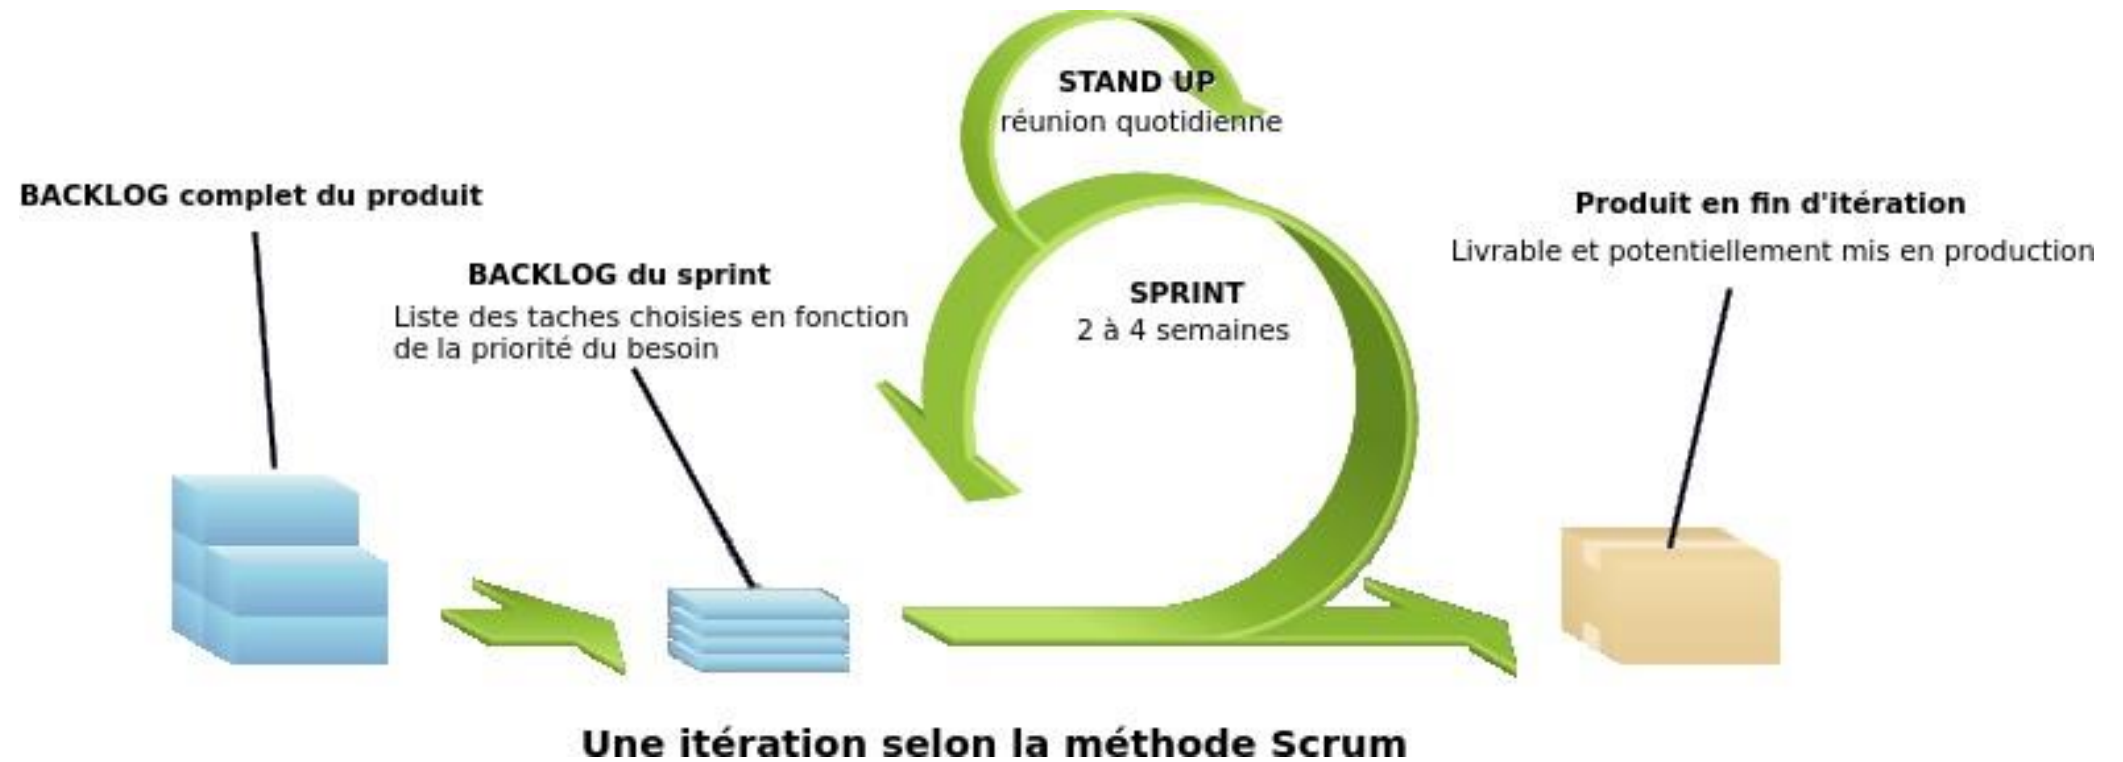 STAND UP
réunion quotidienne
BACKLOG complet du produit
BACKLOG du sprint
Liste des taches choisies en fonction
de la priorité du besoin
SPRINT
2 à 4 semaines
Produit en fin d'itération
Livrable et potentiellement mis en production
Une itération selon la méthode Scrum